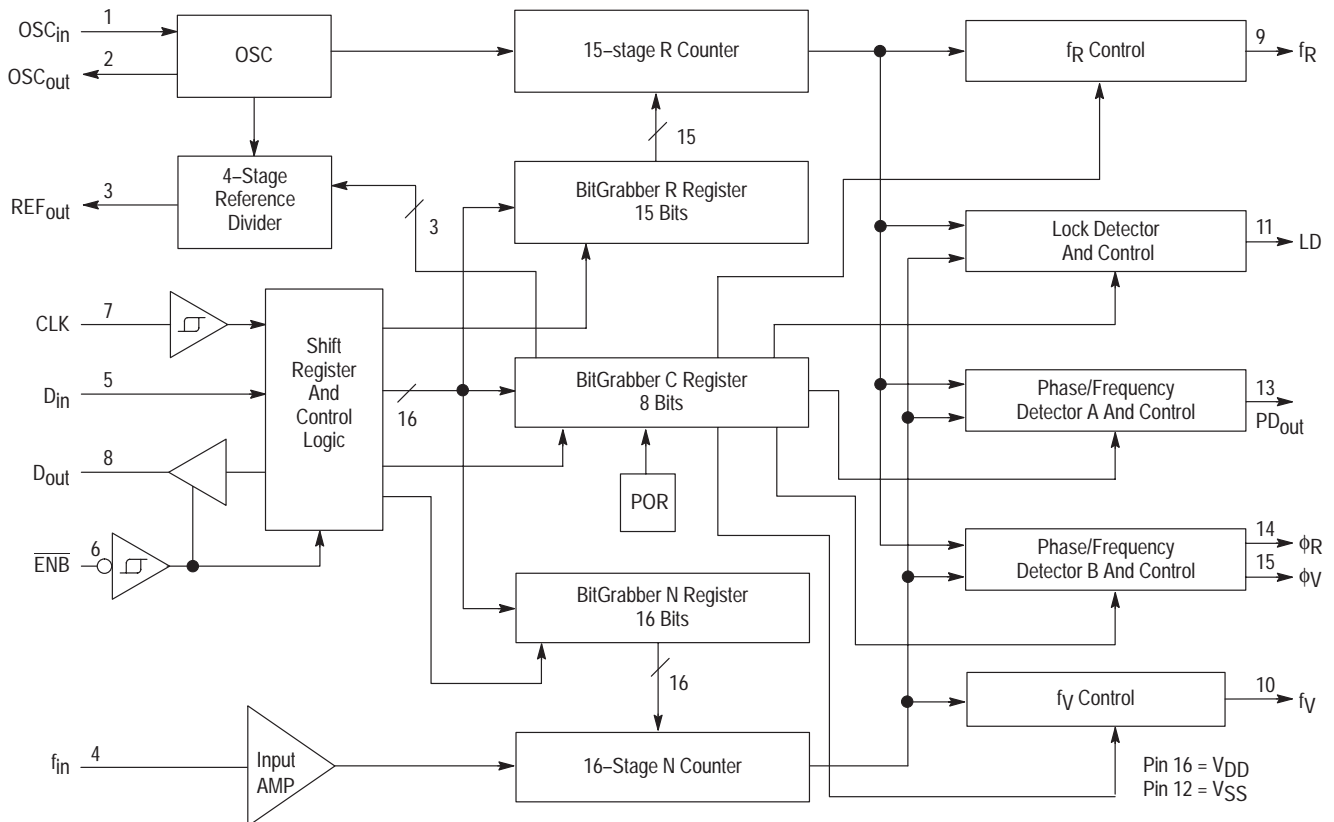 1
OSCin
2
OSCout
OSC
15–stage R Counter
fR Control
9
fR
15
4–Stage
Reference
Divider
3
REFout
3
BitGrabber R Register
15 Bits
Lock Detector
And Control
11
LD
7
CLK
5
Din
8
Dout
6
ENB
Shift
Register
And
Control
Logic
16
BitGrabber C Register
8 Bits
POR
Phase/Frequency
Detector A And Control
13
PDout
Phase/Frequency
Detector B And Control
14
ϕR
15
ϕV
BitGrabber N Register
16 Bits
16
4
fin
Input
AMP
16–Stage N Counter
fV Control
10
fV
Pin 16 = VDD
Pin 12 = VSS